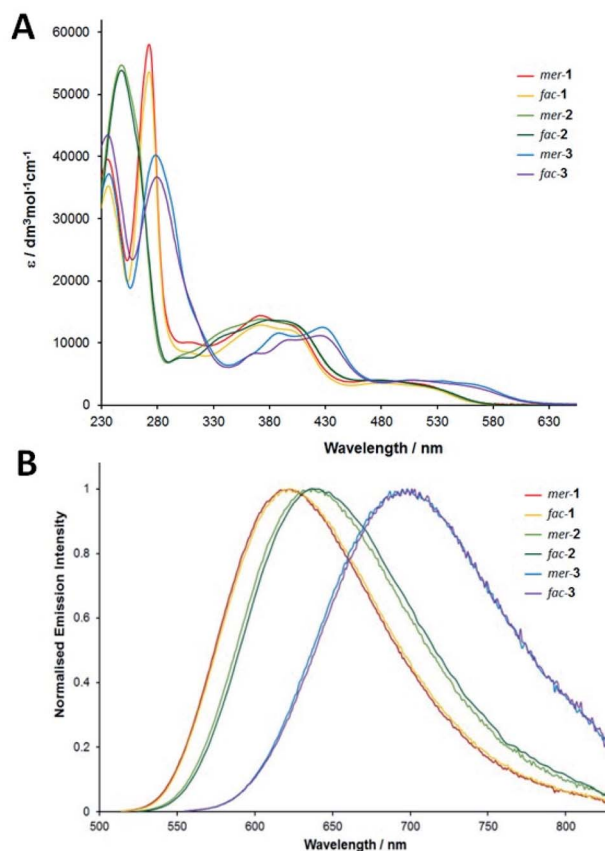 A
60000
50000
40000
30000
20000
10000
0
ε / dm³mol⁻¹cm⁻¹
230 280 330 380 430 480 530 580 630
Wavelength / nm
mer-1
fac-1
mer-2
fac-2
mer-3
fac-3
B
1
0.8
0.6
0.4
0.2
0
Normalised Emission Intensity
500 550 600 650 700 750 800
Wavelength / nm
mer-1
fac-1
mer-2
fac-2
mer-3
fac-3